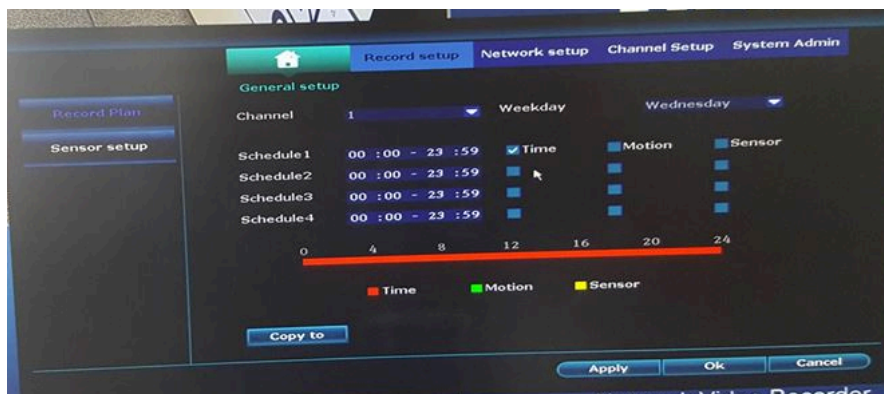 Record setup Network setup Channel Setup System Admin
General setup
Record Plan
Sensor setup
Channel 1 Weekday Wednesday
Schedule1 00 :00 - 23 :59 Time Motion Sensor
Schedule2 00 :00 - 23 :59
Schedule3 00 :00 - 23 :59
Schedule4 00 :00 - 23 :59
0 4 8 12 16 20 24
Time Motion Sensor
Copy to
Apply Ok Cancel
Video Recorder